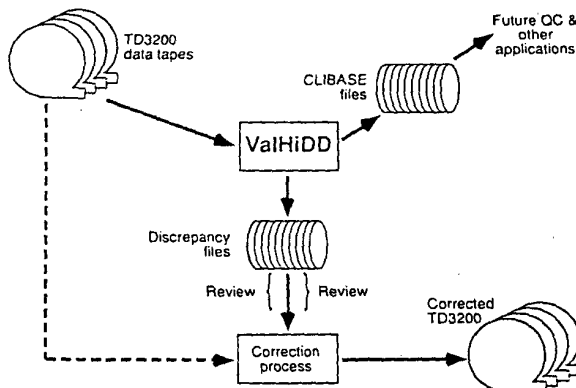 TD3200
data tapes
Future QC &
other
applications
CLIBASE
files
ValHiDD
Discrepancy
files
Review
Review
Corrected
TD3200
Correction
process